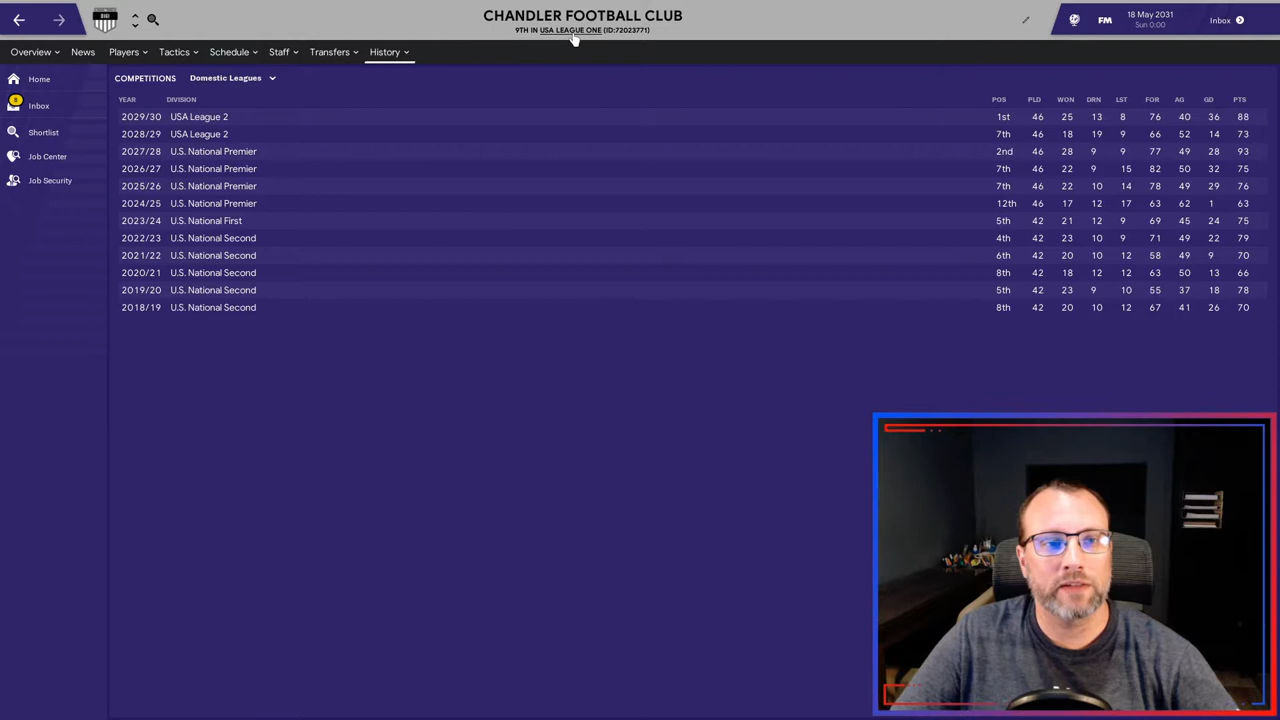 CHANDLER FOOTBALL CLUB
9TH IN USA LEAGUE ONE (ID:72023771)
FM 18 May 2031 Sun 0:00 Inbox
Overview News Players Tactics Schedule Staff Transfers History
Home
8
Inbox
Shortlist
Job Center
Job Security
COMPETITIONS Domestic Leagues
YEAR DIVISION POS PLD WON DRN LST FOR AG GD PTS
2029/30 USA League 2 1st 46 25 13 8 76 40 36 88
2028/29 USA League 2 7th 46 18 19 9 66 52 14 73
2027/28 U.S. National Premier 2nd 46 28 9 9 77 49 28 93
2026/27 U.S. National Premier 7th 46 22 9 15 82 50 32 75
2025/26 U.S. National Premier 7th 46 22 10 14 78 49 29 76
2024/25 U.S. National Premier 12th 46 17 12 17 63 62 1 63
2023/24 U.S. National First 5th 42 21 12 9 69 45 24 75
2022/23 U.S. National Second 4th 42 23 10 9 71 49 22 79
2021/22 U.S. National Second 6th 42 20 10 12 58 49 9 70
2020/21 U.S. National Second 8th 42 18 12 12 63 50 13 66
2019/20 U.S. National Second 5th 42 23 9 10 55 37 18 78
2018/19 U.S. National Second 8th 42 20 10 12 67 41 26 70